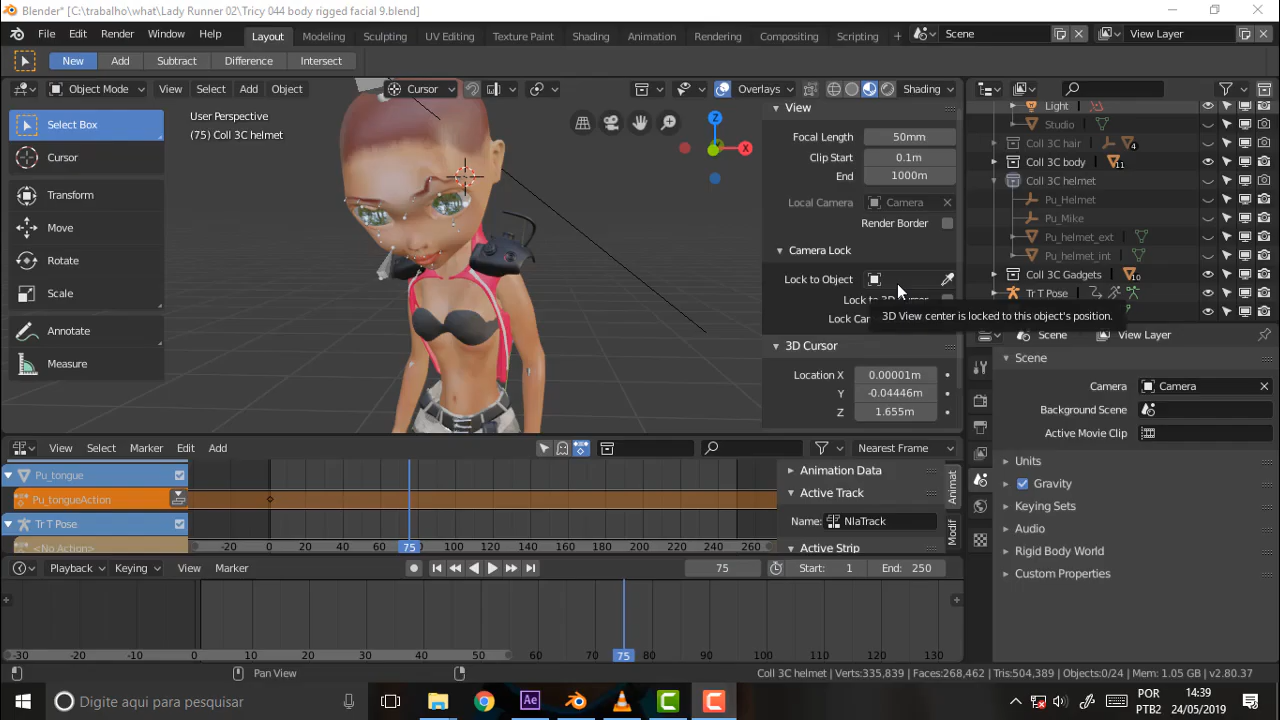 Blender* [C:\trabalho\what\Lady Runner 02\Tricy 044 body rigged facial 9.blend]
File Edit Render Window Help Layout Modeling Sculpting UV Editing Texture Paint Shading Animation Rendering Compositing Scripting + Scene View Layer
New Add Subtract Difference Intersect
Object Mode View Select Add Object Cursor Overlays Shading
Select Box
Cursor
Transform
Move
Rotate
Scale
Annotate
Measure
User Perspective
(75) Coll 3C helmet
Z
X
View
Focal Length 50mm
Clip Start 0.1m
End 1000m
Local Camera Camera
Render Border
Camera Lock
Lock to Object
3D View center is locked to this object's position.
3D Cursor
Location X 0.00001m
Y -0.04446m
Z 1.655m
Light
Studio
Coll 3C hair 4
Coll 3C body 11
Coll 3C helmet
Pu_Helmet
Pu_Mike
Pu_helmet_ext
Pu_helmet_int
Coll 3C Gadgets 10
Tr T Pose
Scene View Layer
Scene
Camera Camera
Background Scene
Active Movie Clip
Units
Gravity
Keying Sets
Audio
Rigid Body World
Custom Properties
View Select Marker Edit Add Nearest Frame
Pu_tongue
Pu_tongueAction
Tr T Pose
<No Action>
-20 0 20 40 60 75 100 120 140 160 180 200 220 240 260
Animation Data
Active Track
Name: NlaTrack
Active Strip
Animat
Modif
Playback Keying View Marker 75 Start: 1 End: 250
-30 -20 -10 0 10 20 30 40 50 60 70 75 80 90 100 110 120 130
Pan View
Coll 3C helmet | Verts:335,839 | Faces:268,462 | Tris:504,389 | Objects:0/24 | Mem: 1.05 GB | v2.80.37
Digite aqui para pesquisar
Ae
POR
PTB2
14:39
24/05/2019